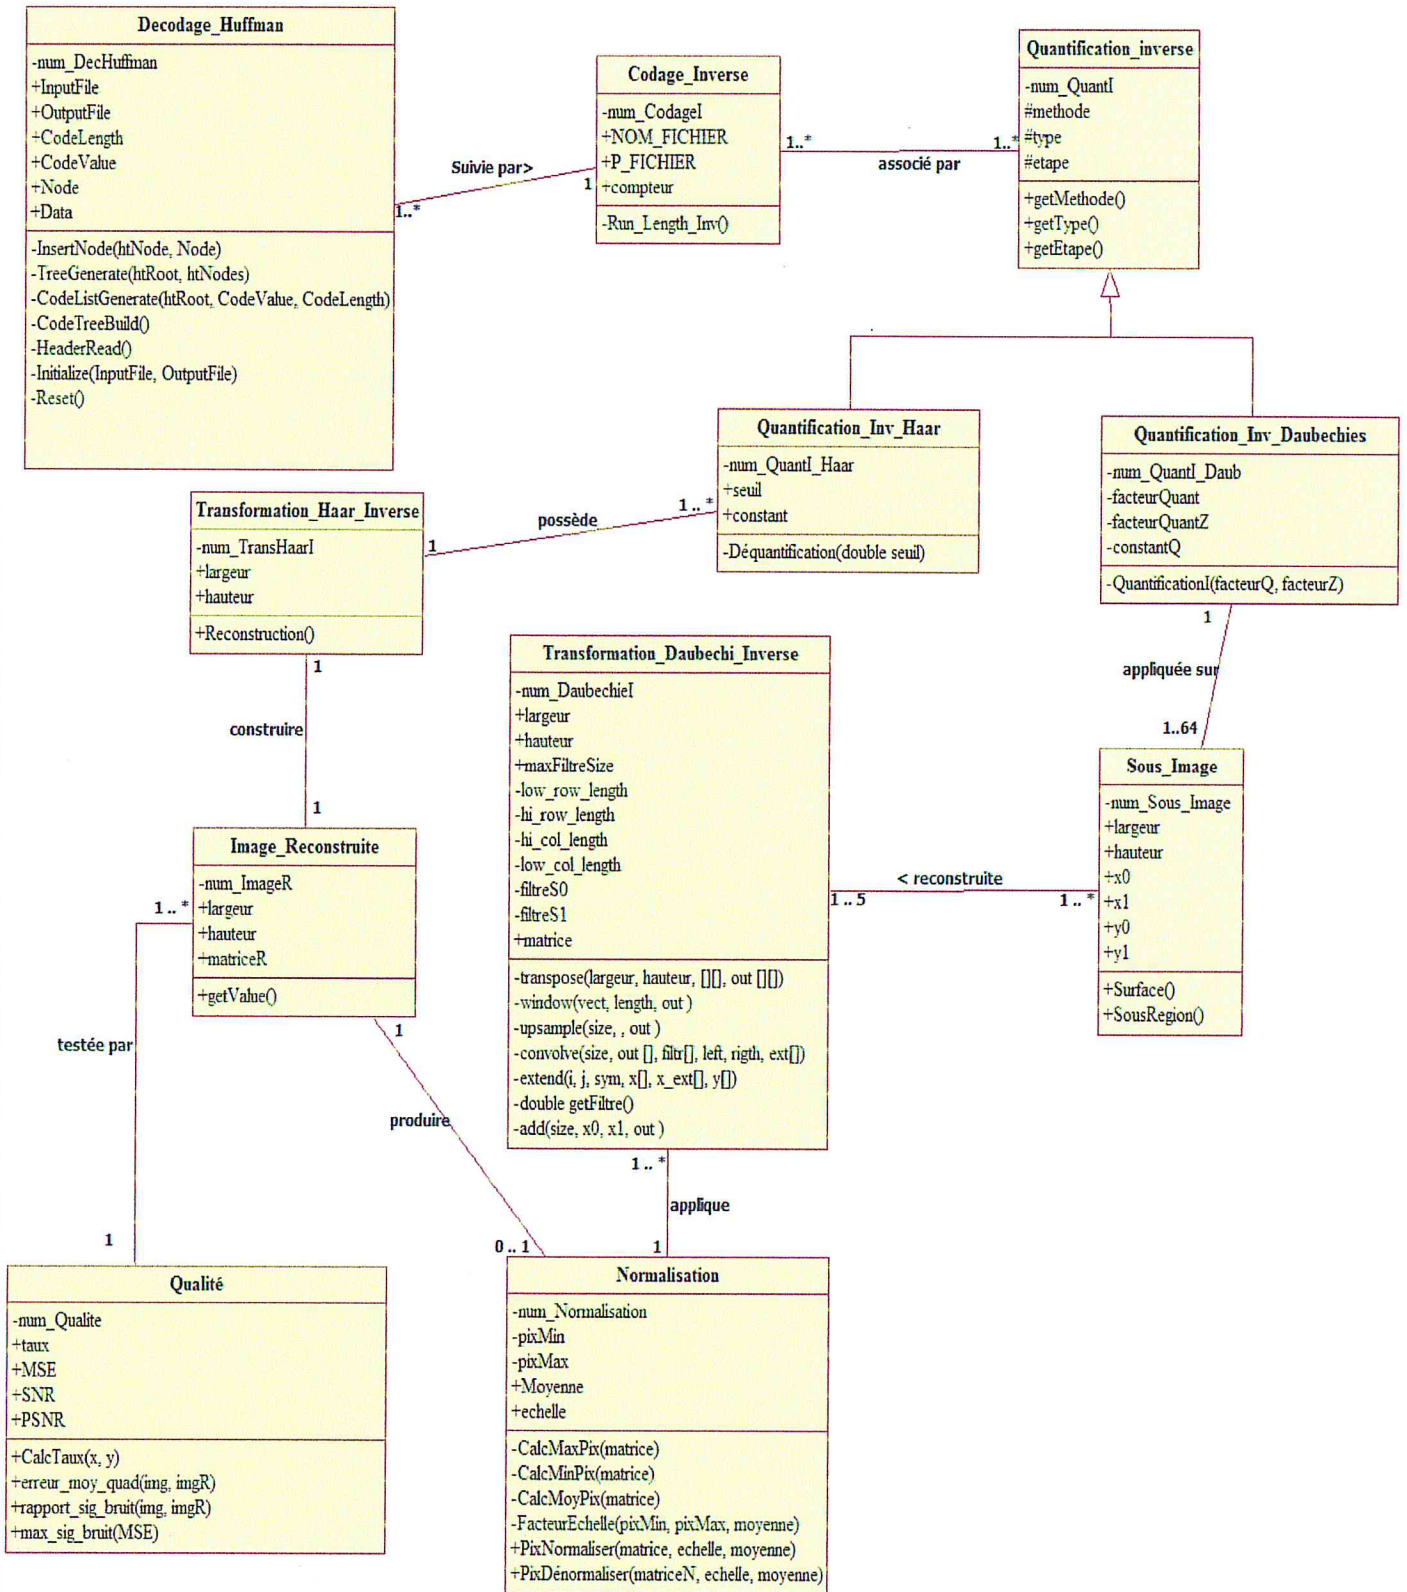 Decodage_Huffman
-num_DecHuffman
+InputFile
+OutputFile
+CodeLength
+CodeValue
+Node
+Data
-InsertNode(htNode, Node)
-TreeGenerate(htRoot, htNodes)
-CodeListGenerate(htRoot, CodeValue, CodeLength)
-CodeTreeBuild()
-HeaderRead()
-Initialize(InputFile, OutputFile)
-Reset()
Suivie par>
1..*
1
Codage_Inverse
-num_CodageI
+NOM_FICHIER
+P_FICHIER
+compteur
-Run_Length_Inv()
1..*
associé par
1..*
Quantification_inverse
-num_QuantI
#methode
#type
#etape
+getMethode()
+getType()
+getEtape()
Quantification_Inv_Haar
-num_QuantI_Haar
+seuil
+constant
-Déquantification(double seuil)
Quantification_Inv_Daubechies
-num_QuantI_Daub
-facteurQuant
-facteurQuantZ
-constantQ
-QuantificationI(facteurQ, facteurZ)
1
possède
1.. *
Transformation_Haar_Inverse
-num_TransHaarI
+largeur
+hauteur
+Reconstruction()
1
construire
1
1
appliquée sur
1..64
Transformation_Daubechi_Inverse
-num_DaubechieI
+largeur
+hauteur
+maxFiltreSize
-low_row_length
-hi_row_length
-hi_col_length
-low_col_length
-filtreS0
-filtreS1
+matrice
-transpose(largeur, hauteur, [][], out [][])
-window(vect, length, out )
-upsample(size, , out )
-convolve(size, out [], filtr[], left, rigth, ext[])
-extend(i, j, sym, x[], x_ext[], y[])
-double getFiltre()
-add(size, x0, x1, out )
< reconstruite
1.. 5
1.. *
Sous_Image
-num_Sous_Image
+largeur
+hauteur
+x0
+x1
+y0
+y1
+Surface()
+SousRegion()
Image_Reconstruite
-num_ImageR
+largeur
+hauteur
+matriceR
+getValue()
1.. *
testée par
1
1
produire
0.. 1
1.. *
applique
1
Qualité
-num_Qualite
+taux
+MSE
+SNR
+PSNR
+CalcTaux(x, y)
+erreur_moy_quad(img, imgR)
+rapport_sig_bruit(img, imgR)
+max_sig_bruit(MSE)
Normalisation
-num_Normalisation
-pixMin
-pixMax
+Moyenne
+echelle
-CalcMaxPix(matrice)
-CalcMinPix(matrice)
-CalcMoyPix(matrice)
-FacteurEchelle(pixMin, pixMax, moyenne)
+PixNormaliser(matrice, echelle, moyenne)
+PixDénormaliser(matriceN, echelle, moyenne)